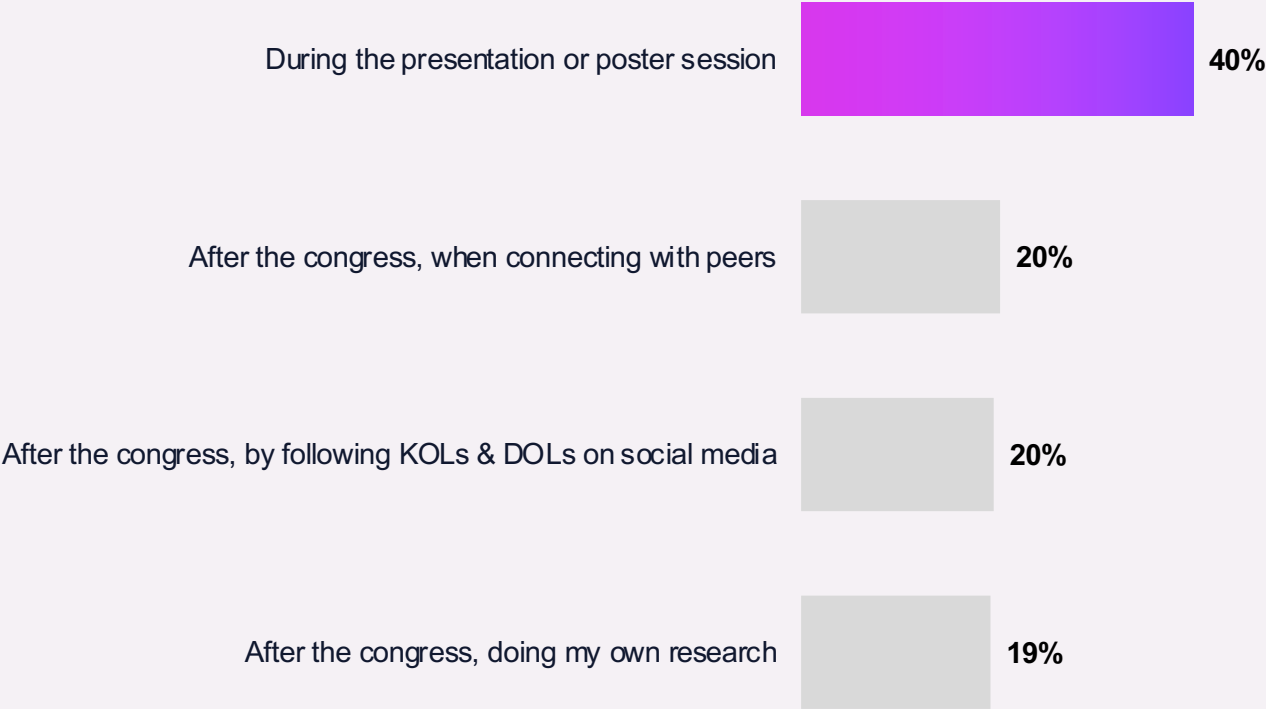 During the presentation or poster session 40%
After the congress, when connecting with peers 20%
After the congress, by following KOLs & DOLs on social media 20%
After the congress, doing my own research 19%